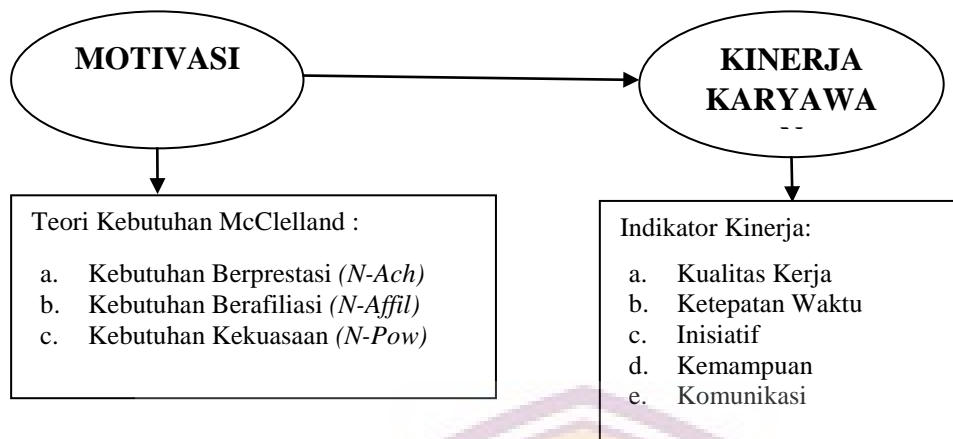 MOTIVASI
KINERJA
KARYAWA
Teori Kebutuhan McClelland :
a. Kebutuhan Berprestasi (N-Ach)
b. Kebutuhan Berafiliasi (N-Affil)
c. Kebutuhan Kekuasaan (N-Pow)
Indikator Kinerja:
a. Kualitas Kerja
b. Ketepatan Waktu
c. Inisiatif
d. Kemampuan
e. Komunikasi